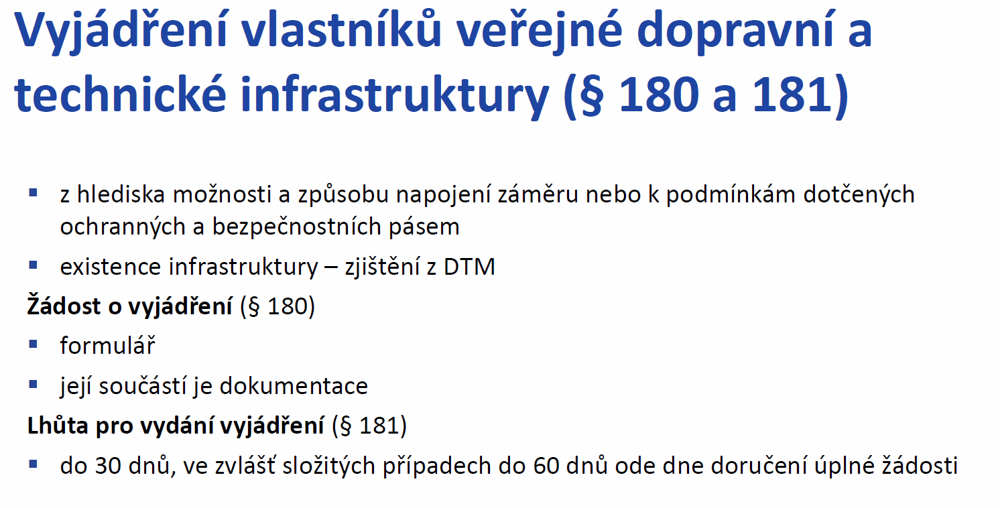 Vyjádření vlastníků veřejné dopravní a
technické infrastruktury (§ 180 a 181)
▪ z hlediska možnosti a způsobu napojení záměru nebo k podmínkám dotčených
ochranných a bezpečnostních pásem
▪ existence infrastruktury – zjištění z DTM
Žádost o vyjádření (§ 180)
▪ formulář
▪ její součástí je dokumentace
Lhůta pro vydání vyjádření (§ 181)
▪ do 30 dnů, ve zvlášť složitých případech do 60 dnů ode dne doručení úplné žádosti